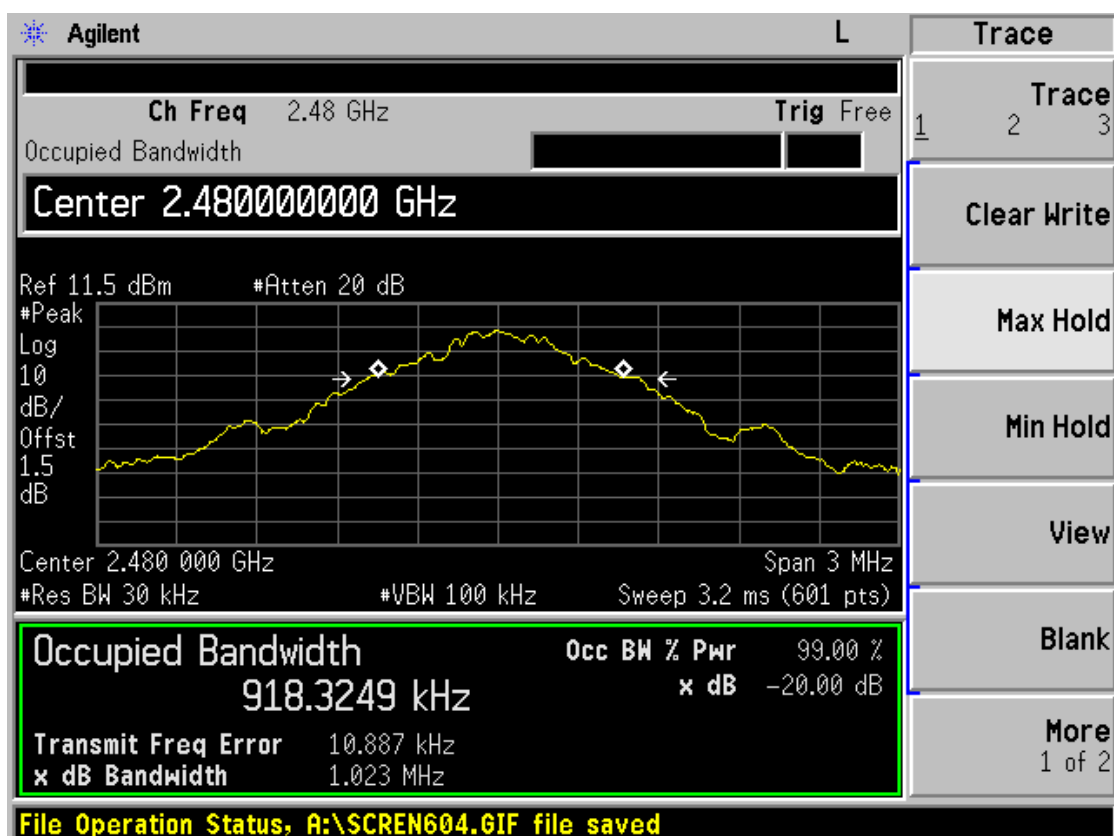 Agilent L Trace
Ch Freq 2.48 GHz Trig Free
Occupied Bandwidth
Center 2.480000000 GHz
Ref 11.5 dBm #Atten 20 dB
#Peak
Log
10
dB/
Offst
1.5
dB
Center 2.480 000 GHz Span 3 MHz
#Res BW 30 kHz #VBW 100 kHz Sweep 3.2 ms (601 pts)
Occupied Bandwidth
918.3249 kHz
Occ BW % Pwr 99.00 %
x dB -20.00 dB
Transmit Freq Error 10.887 kHz
x dB Bandwidth 1.023 MHz
Trace
1 2 3
Clear Write
Max Hold
Min Hold
View
Blank
More
1 of 2
File Operation Status, A:\SCREN604.GIF file saved